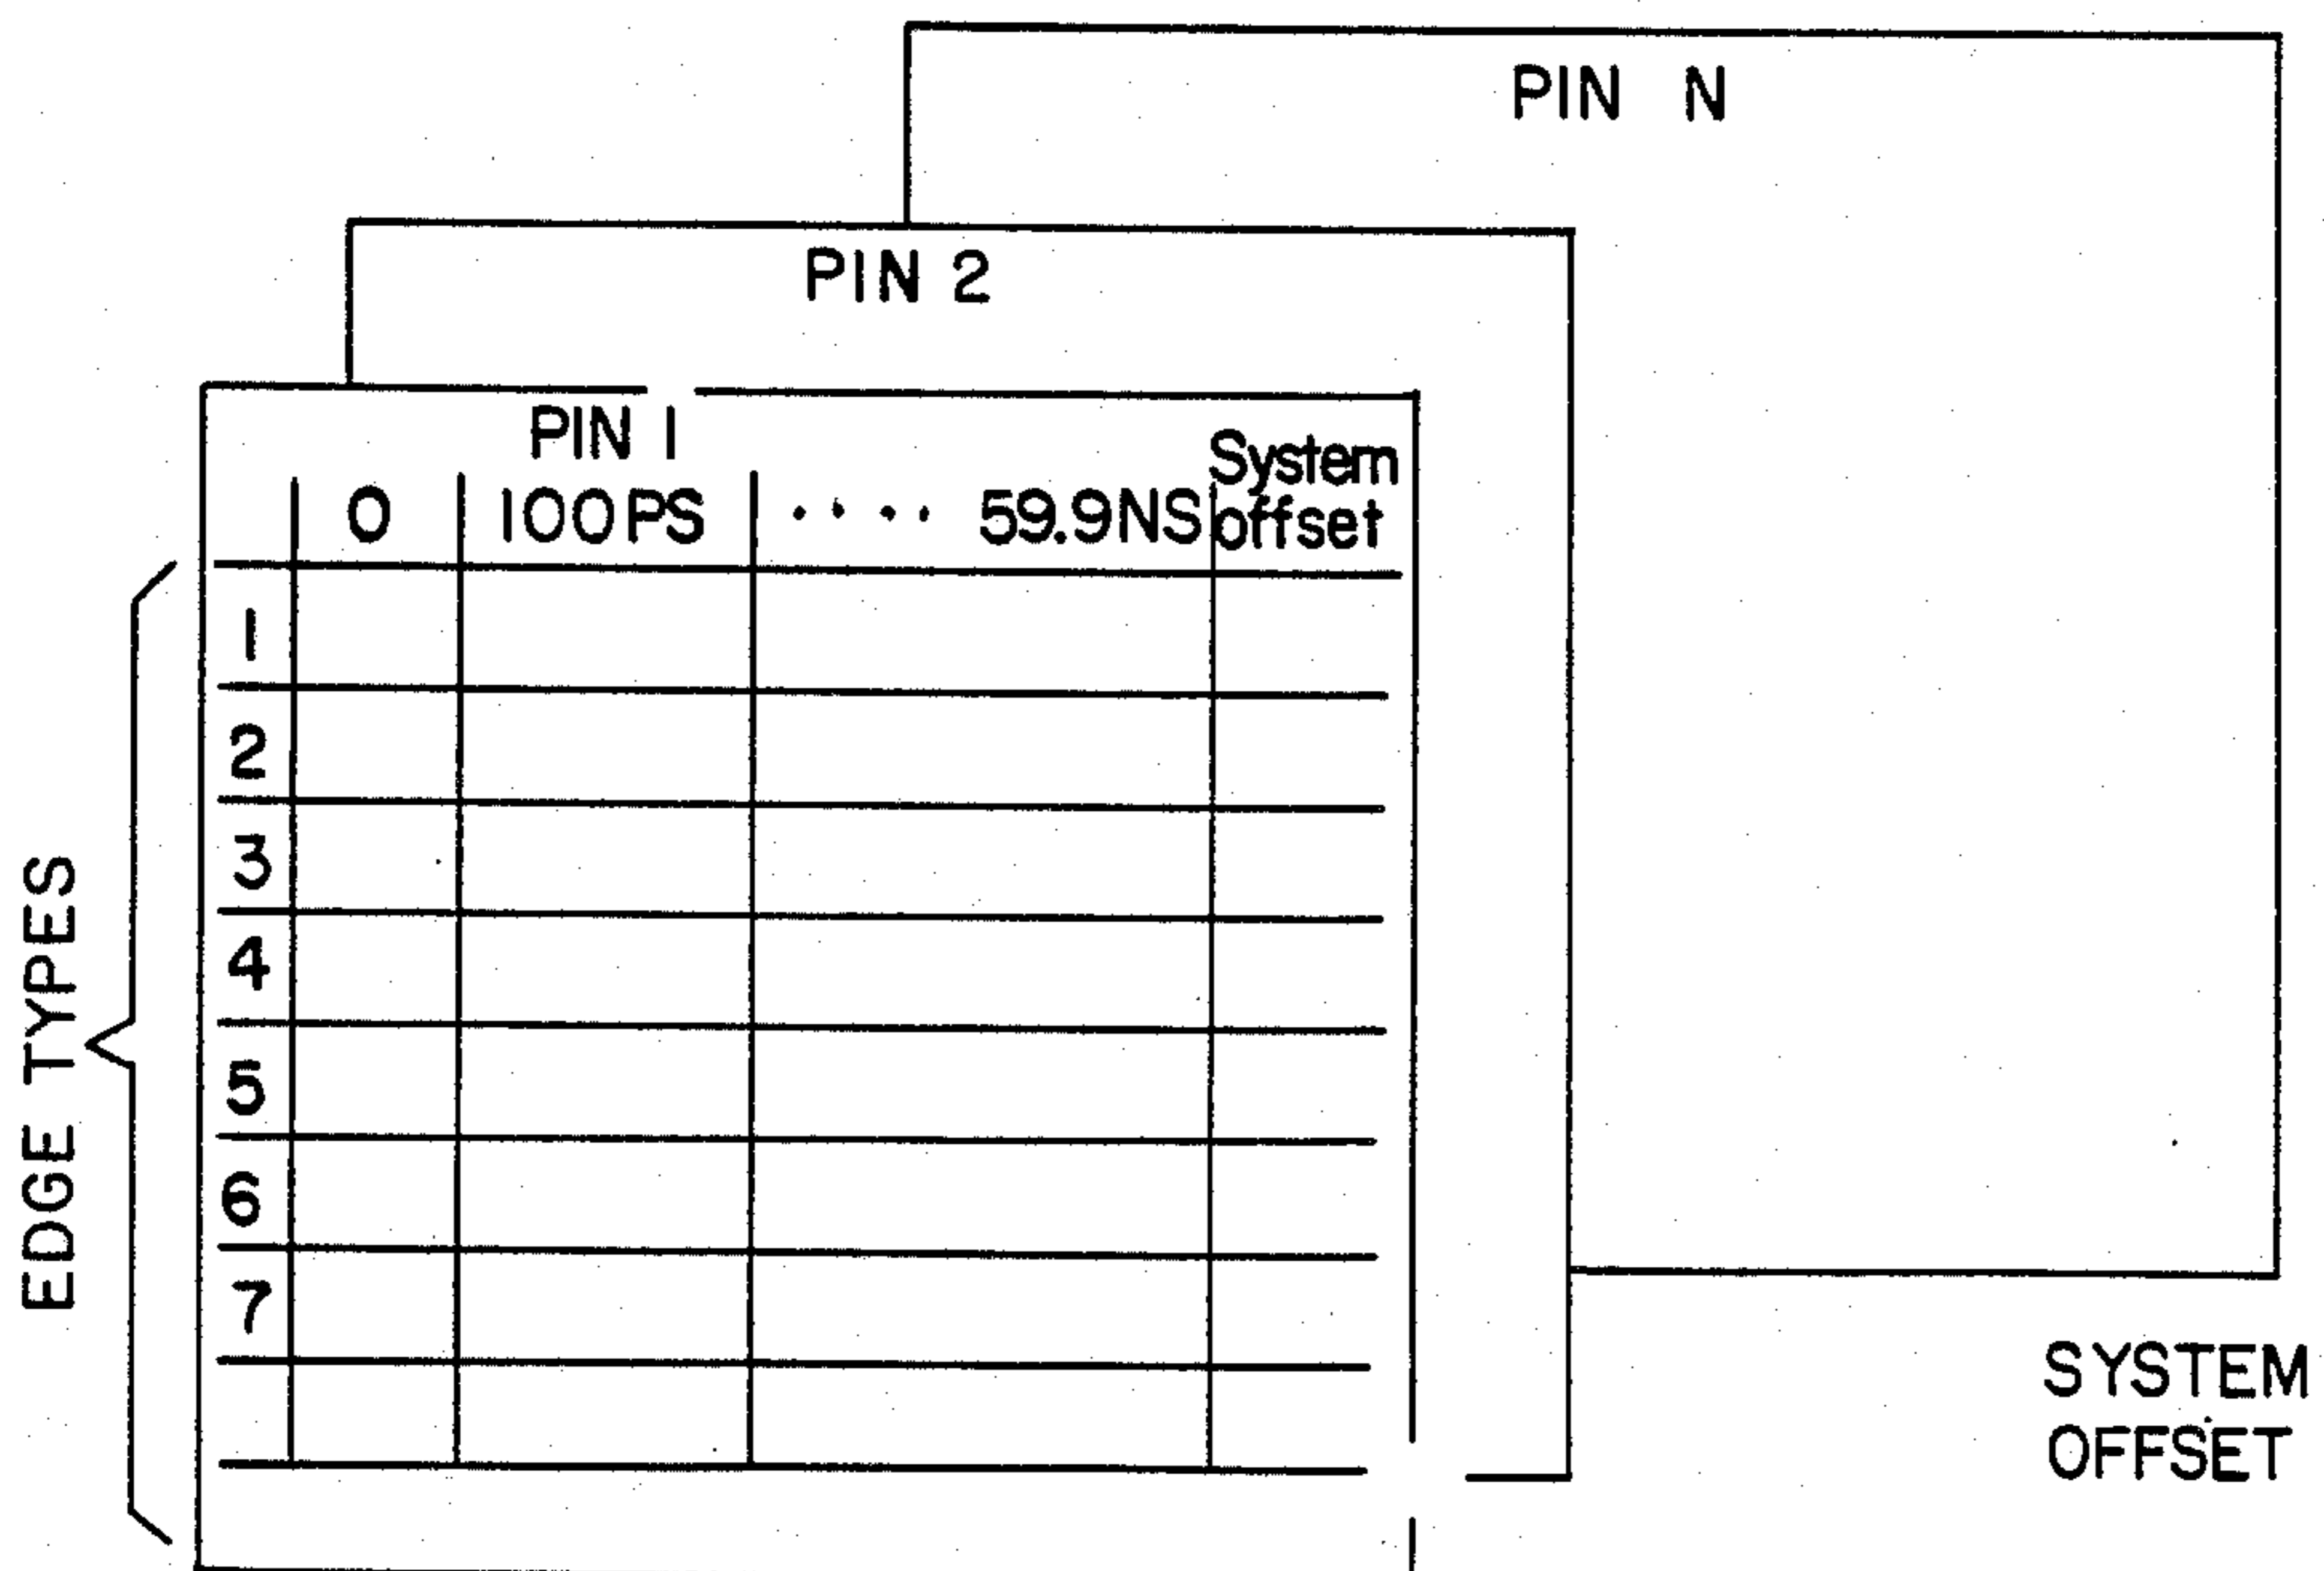 PIN N
PIN 2
PIN 1
System
offset
0 100PS .... 59.9NS
EDGE TYPES
1
2
3
4
5
6
7
SYSTEM
OFFSET